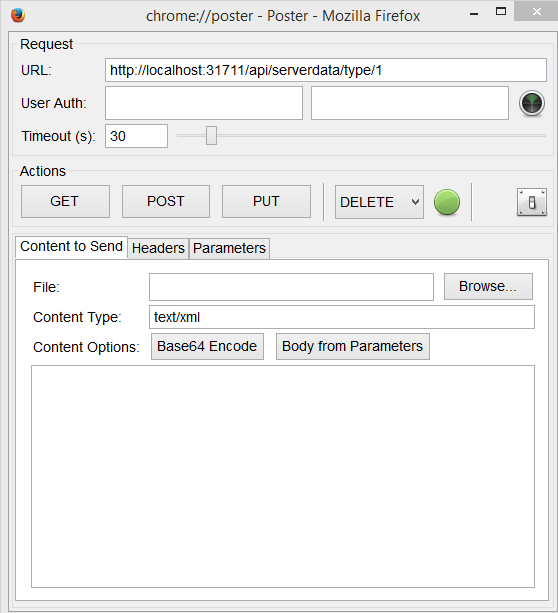 chrome://poster - Poster - Mozilla Firefox
Request
URL: http://localhost:31711/api/serverdata/type/1
User Auth:
Timeout (s): 30
Actions
GET POST PUT DELETE
Content to Send Headers Parameters
File: Browse...
Content Type: text/xml
Content Options: Base64 Encode Body from Parameters